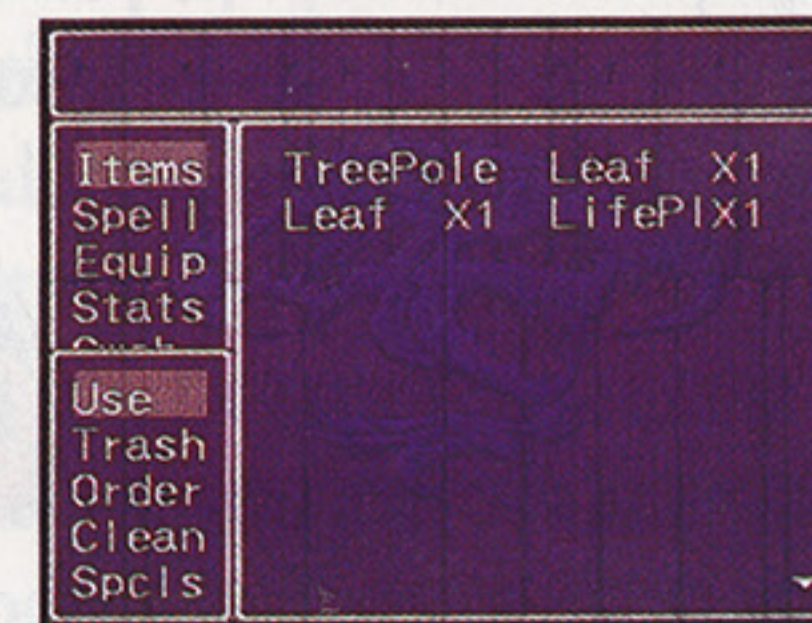 Items
Spell
Equip
Stats
Use
Trash
Order
Clean
Spcls
TreePole Leaf X1
Leaf X1 LifePlX1